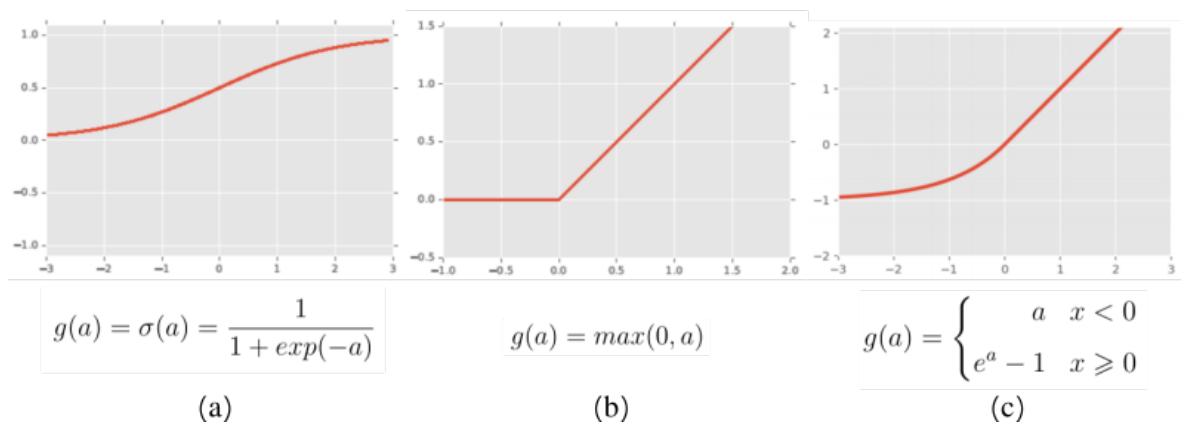 1.0
0.5
0.0
−0.5
−1.0
−3 −2 −1 0 1 2 3
1.5
1.0
0.5
0.0
−0.5
−1.0 −0.5 0.0 0.5 1.0 1.5 2.0
2
1
0
−1
−2
−3 −2 −1 0 1 2 3
g(a) = σ(a) = 1 / (1 + exp(−a))
g(a) = max(0, a)
g(a) = { a x < 0
e^a − 1 x ⩾ 0
(a) (b) (c)